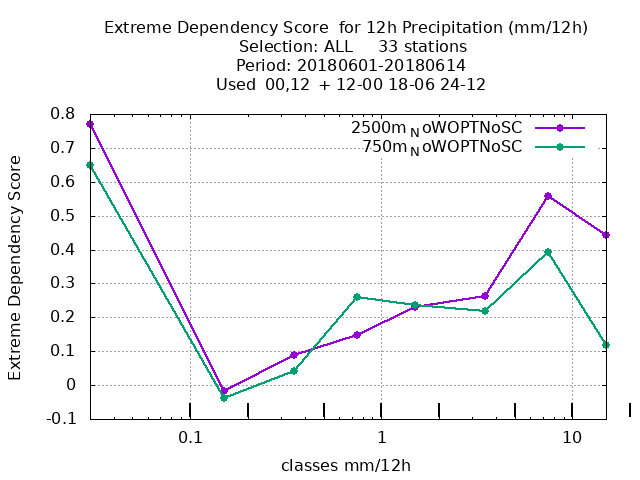 Extreme Dependency Score  for 12h Precipitation (mm/12h)
Selection: ALL     33 stations
Period: 20180601-20180614
Used  00,12  + 12-00 18-06 24-12
2500mNoWOPTNoSC
750mNoWOPTNoSC
Extreme Dependency Score
0.8
0.7
0.6
0.5
0.4
0.3
0.2
0.1
0
-0.1
0.1 1 10
classes mm/12h